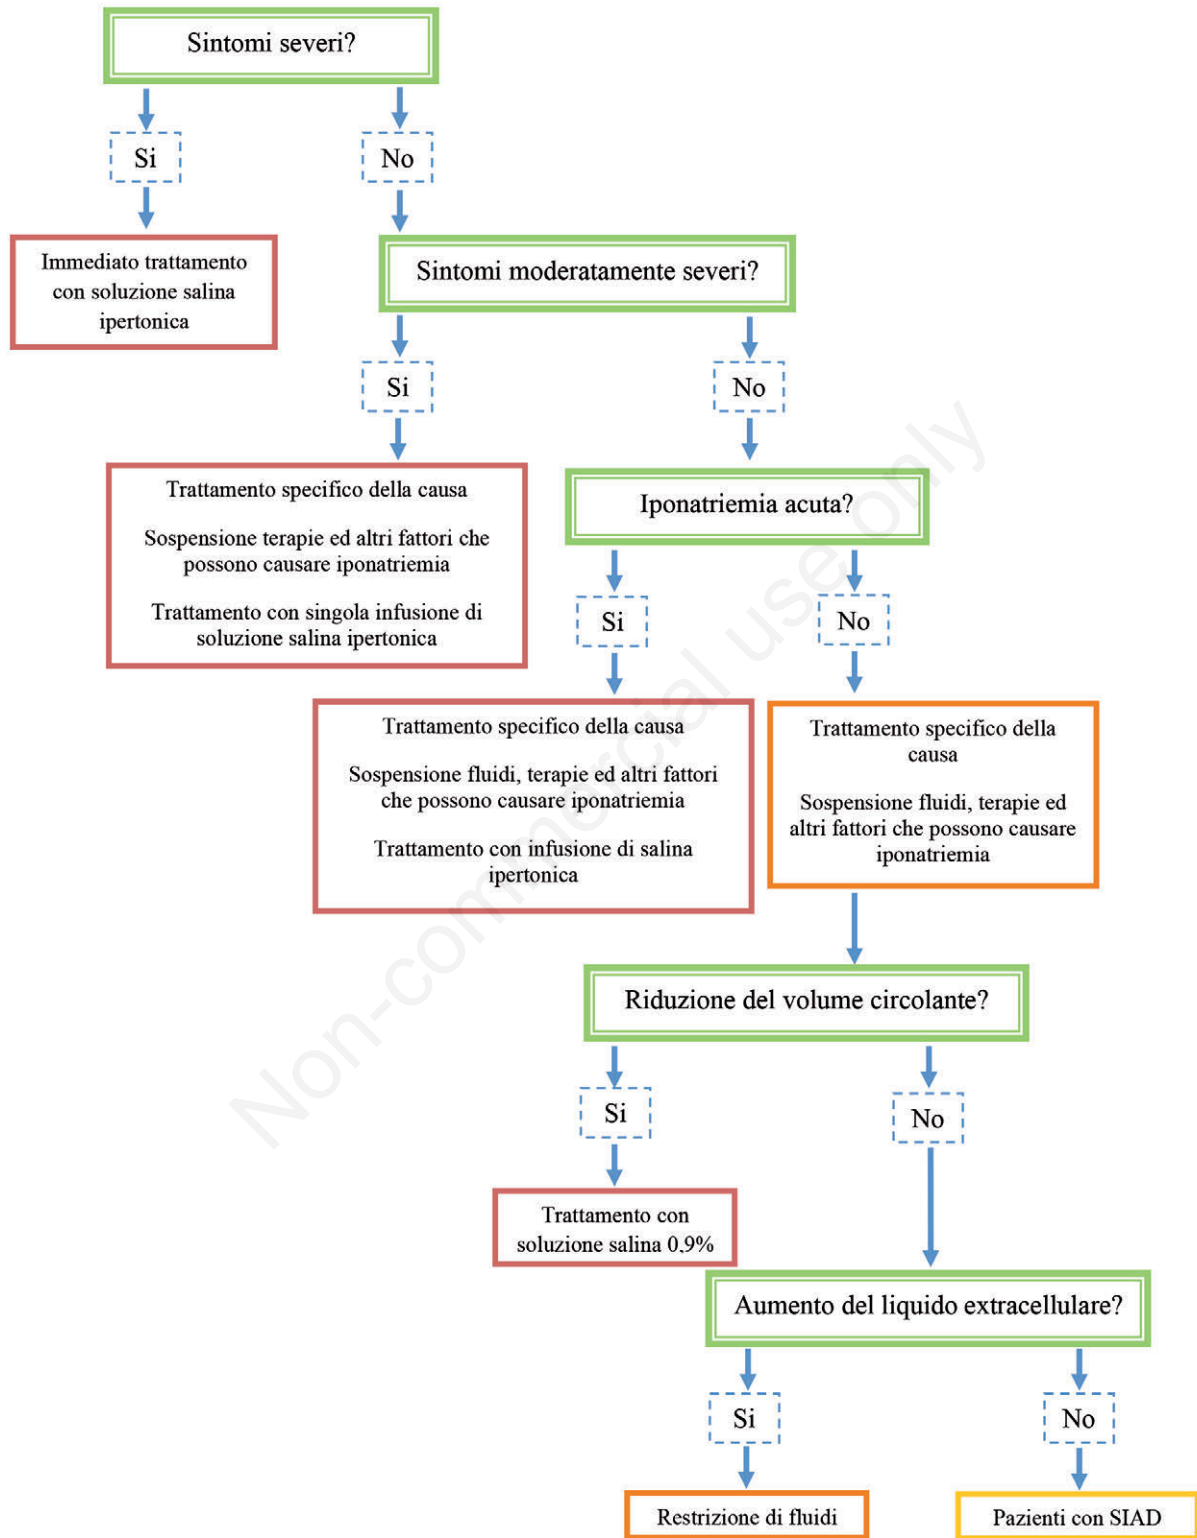 Sintomi severi?
Si
No
Immediato trattamento
con soluzione salina
ipertonica
Sintomi moderatamente severi?
Si
No
Trattamento specifico della causa
Sospensione terapie ed altri fattori che
possono causare iponatriemia
Trattamento con singola infusione di
soluzione salina ipertonica
Iponatriemia acuta?
Si
No
Trattamento specifico della causa
Sospensione fluidi, terapie ed altri fattori
che possono causare iponatriemia
Trattamento con infusione di salina
ipertonica
Trattamento specifico della
causa
Sospensione fluidi, terapie ed
altri fattori che possono causare
iponatriemia
Riduzione del volume circolante?
Si
No
Trattamento con
soluzione salina 0,9%
Aumento del liquido extracellulare?
Si
No
Restrizione di fluidi
Pazienti con SIAD
Non-commercial use only